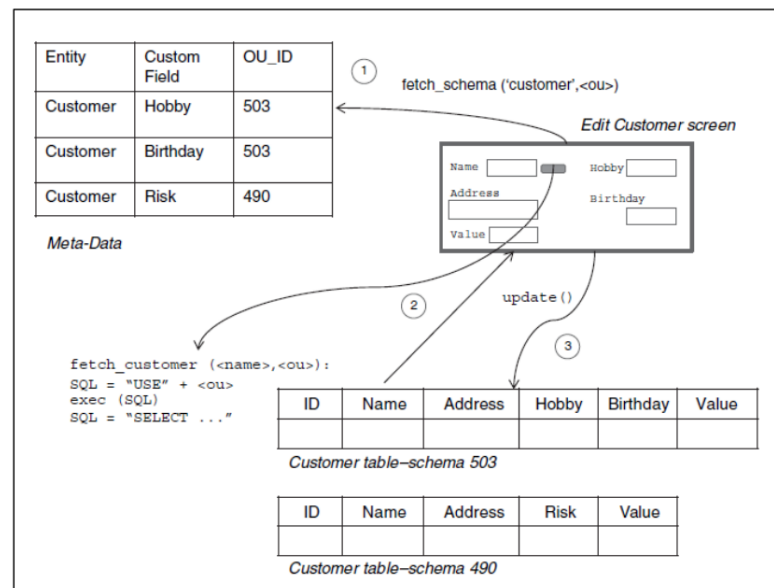 Entity Custom Field OU_ID
Customer Hobby 503
Customer Birthday 503
Customer Risk 490
Meta-Data
1
fetch_schema (‘customer’,<ou>)
Edit Customer screen
Name Hobby
Address Birthday
Value
2
update()
3
fetch_customer (<name>,<ou>):
SQL = “USE” + <ou>
exec (SQL)
SQL = “SELECT ...”
ID Name Address Hobby Birthday Value
Customer table–schema 503
ID Name Address Risk Value
Customer table–schema 490